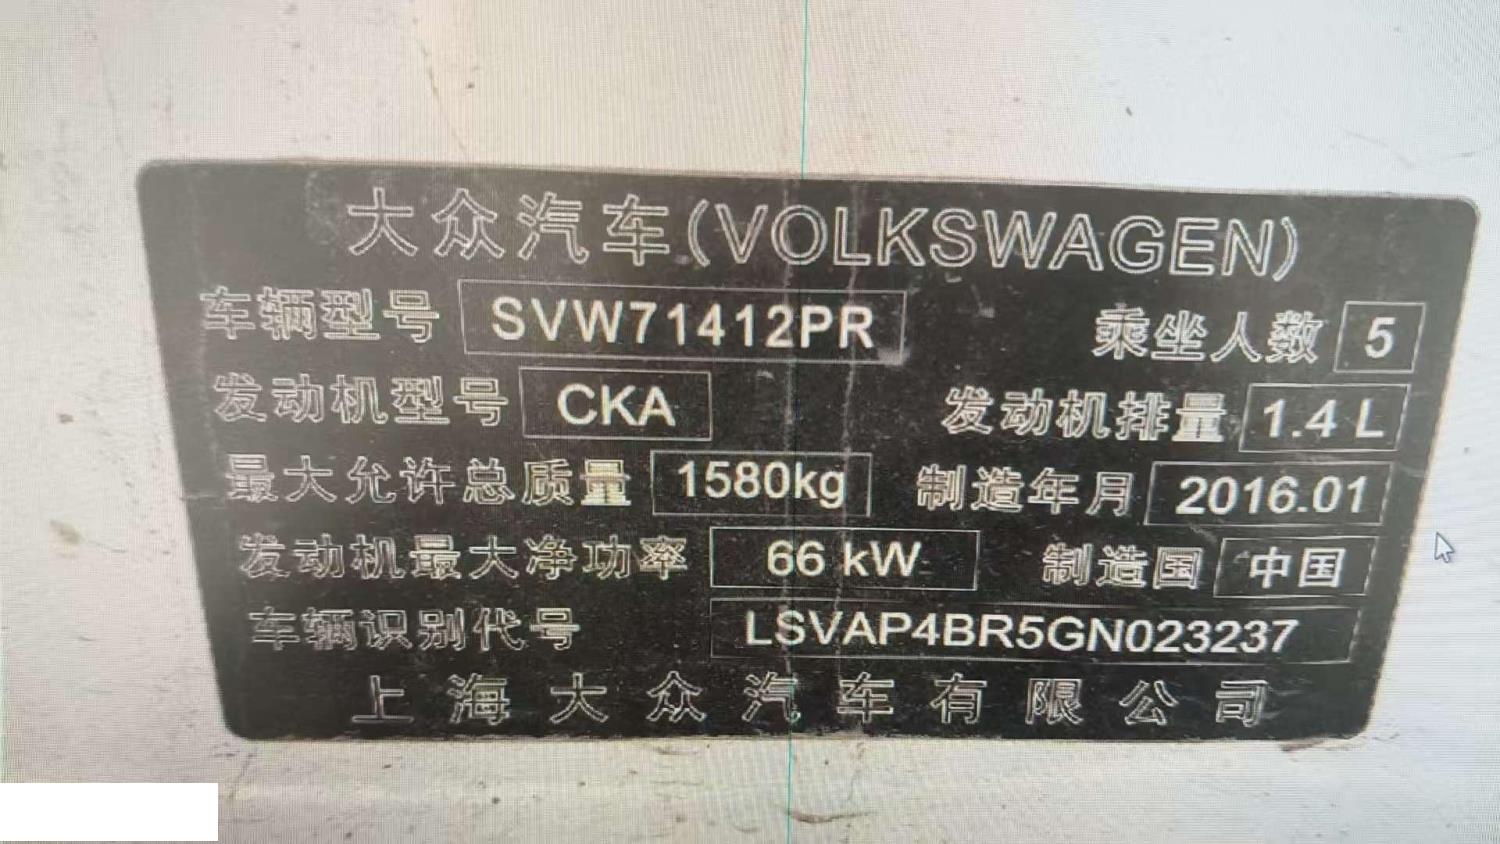 大众汽车(VOLKSWAGEN)
车辆型号 SVW71412PR 乘坐人数 5
发动机型号 CKA 发动机排量 1.4 L
最大允许总质量 1580kg 制造年月 2016.01
发动机最大净功率 66 kW 制造国 中国
车辆识别代号 LSVAP4BR5GN023237
上海大众汽车有限公司